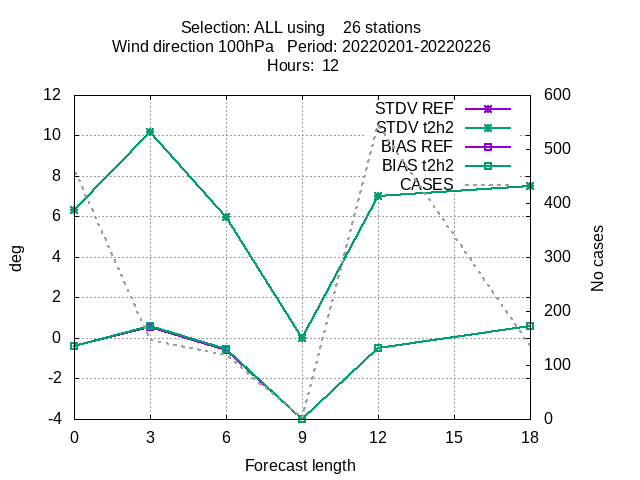 Selection: ALL using    26 stations
Wind direction 100hPa   Period: 20220201-20220226
Hours:  12
12
10
8
6
4
2
0
-2
-4
deg
600
500
400
300
200
100
0
No cases
STDV REF
STDV t2h2
BIAS REF
BIAS t2h2
CASES
0 3 6 9 12 15 18
Forecast length